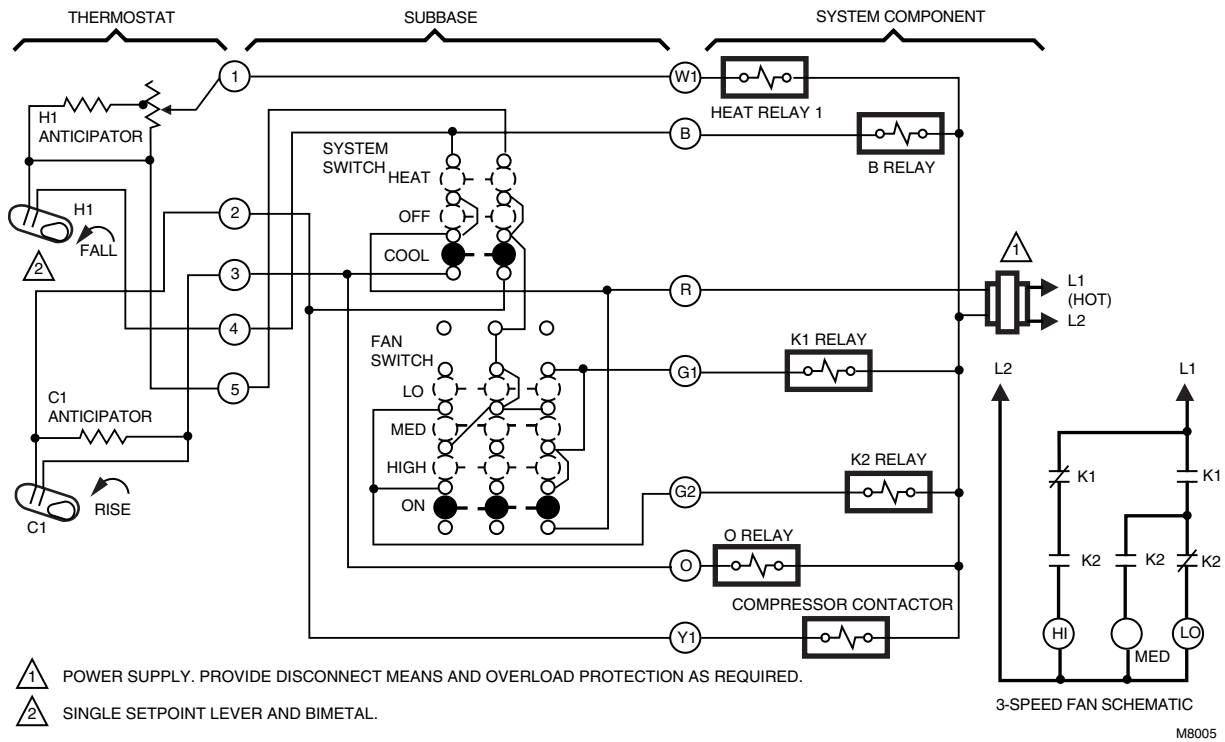 THERMOSTAT
SUBBASE
SYSTEM COMPONENT
1
W1
HEAT RELAY 1
H1
ANTICIPATOR
B
B RELAY
SYSTEM
SWITCH
HEAT
OFF
COOL
H1
FALL
2
2
3
R
1
L1
(HOT)
L2
4
FAN
SWITCH
K1 RELAY
G1
5
LO
MED
HIGH
ON
C1
ANTICIPATOR
C1
RISE
K2 RELAY
G2
O RELAY
O
COMPRESSOR CONTACTOR
Y1
L2
L1
K1
K1
K2
K2
K2
HI
MED
LO
3-SPEED FAN SCHEMATIC
1 POWER SUPPLY. PROVIDE DISCONNECT MEANS AND OVERLOAD PROTECTION AS REQUIRED.
2 SINGLE SETPOINT LEVER AND BIMETAL.
M8005